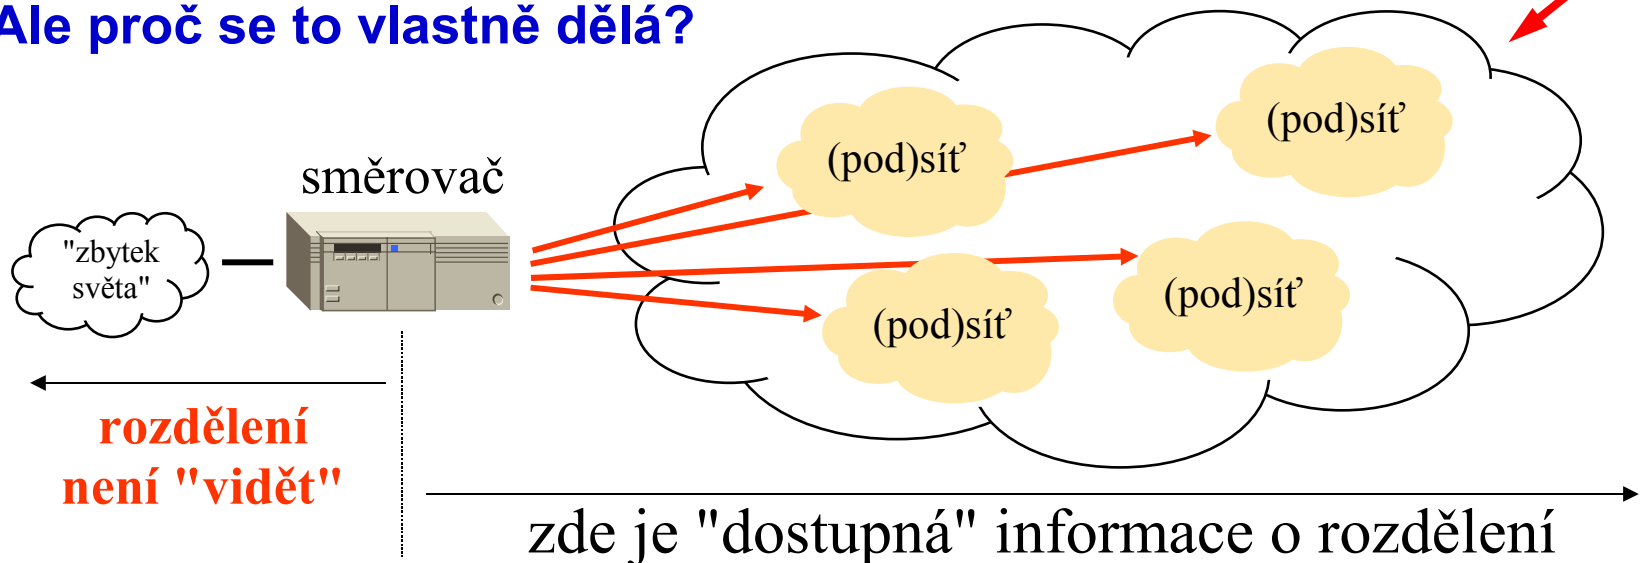 Ale proč se to vlastně dělá?
(pod)síť
(pod)síť
směrovač
"zbytek
světa"
(pod)síť
(pod)síť
rozdělení
není "vidět"
zde je "dostupná" informace o rozdělení